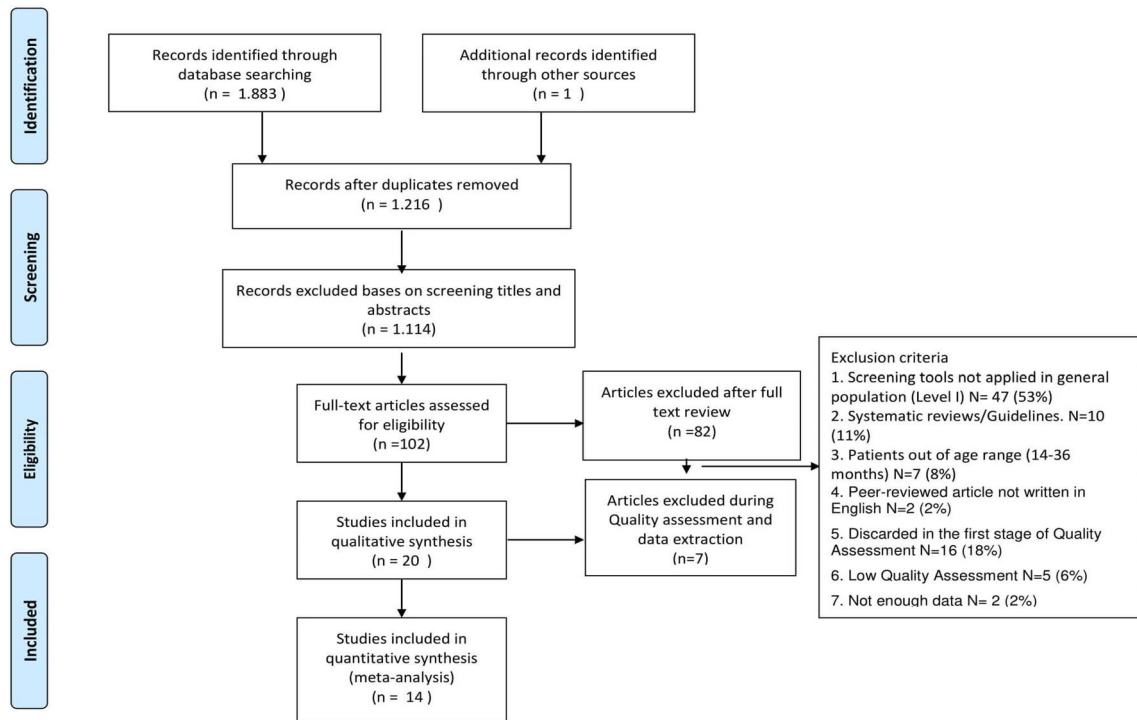 Identification
Records identified through
database searching
(n = 1.883 )
Additional records identified
through other sources
(n = 1 )
Records after duplicates removed
(n = 1.216 )
Screening
Records excluded bases on screening titles and
abstracts
(n = 1.114)
Eligibility
Full-text articles assessed
for eligibility
(n =102)
Articles excluded after full
text review
(n =82)
Exclusion criteria
1. Screening tools not applied in general
population (Level I) N= 47 (53%)
2. Systematic reviews/Guidelines. N=10
(11%)
3. Patients out of age range (14-36
months) N=7 (8%)
4. Peer-reviewed article not written in
English N=2 (2%)
5. Discarded in the first stage of Quality
Assessment N=16 (18%)
6. Low Quality Assessment N=5 (6%)
7. Not enough data N= 2 (2%)
Studies included in
qualitative synthesis
(n = 20 )
Articles excluded during
Quality assessment and
data extraction
(n=7)
Included
Studies included in
quantitative synthesis
(meta-analysis)
(n = 14 )